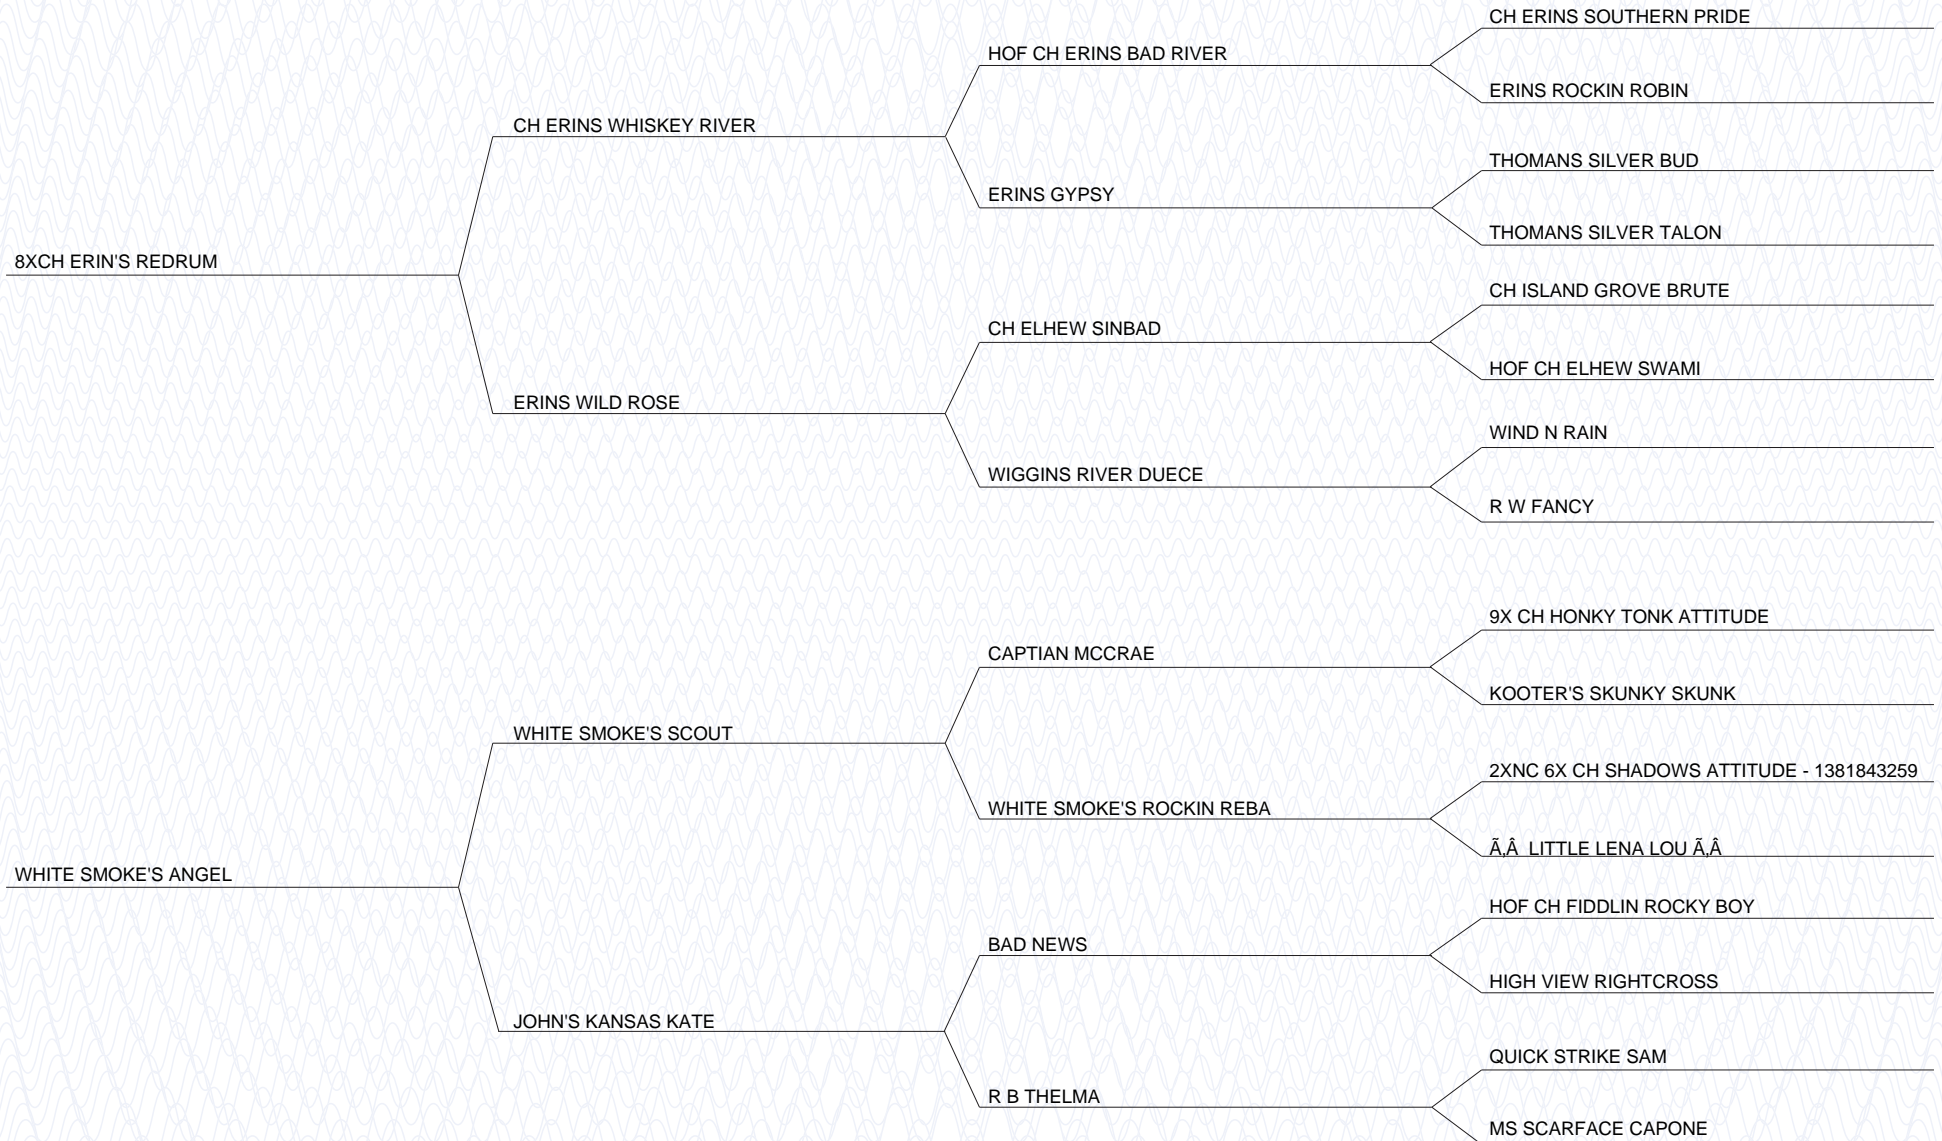 CH ERINS SOUTHERN PRIDE
HOF CH ERINS BAD RIVER
ERINS ROCKIN ROBIN
CH ERINS WHISKEY RIVER
THOMANS SILVER BUD
ERINS GYPSY
THOMANS SILVER TALON
8XCH ERIN'S REDRUM
CH ISLAND GROVE BRUTE
CH ELHEW SINBAD
HOF CH ELHEW SWAMI
ERINS WILD ROSE
WIND N RAIN
WIGGINS RIVER DUECE
R W FANCY
9X CH HONKY TONK ATTITUDE
CAPTIAN MCCRAE
KOOTER'S SKUNKY SKUNK
WHITE SMOKE'S SCOUT
2XNC 6X CH SHADOWS ATTITUDE - 1381843259
WHITE SMOKE'S ROCKIN REBA
Ã,Â LITTLE LENA LOU Ã,Â
WHITE SMOKE'S ANGEL
HOF CH FIDDLIN ROCKY BOY
BAD NEWS
HIGH VIEW RIGHTCROSS
JOHN'S KANSAS KATE
QUICK STRIKE SAM
R B THELMA
MS SCARFACE CAPONE